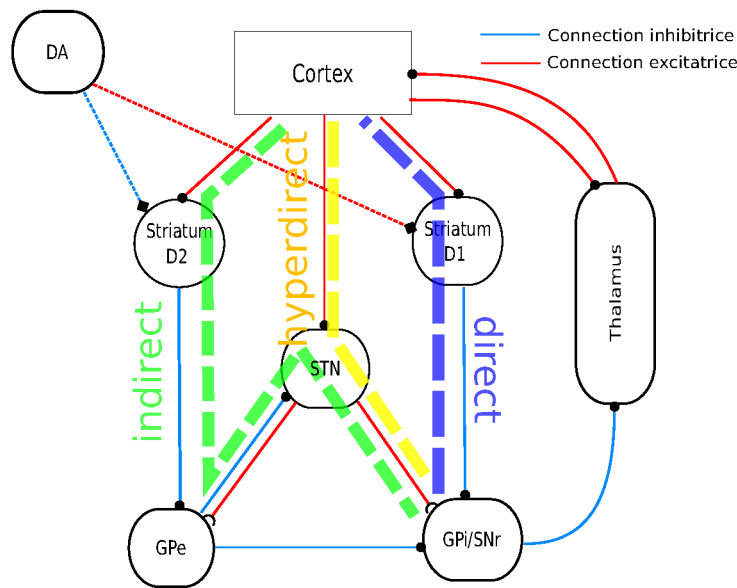 DA
Cortex
Connection inhibitrice
Connection excitatrice
Striatum
D2
Striatum
D1
hyperdirect
Thalamus
indirect
direct
STN
GPe
GPi/SNr